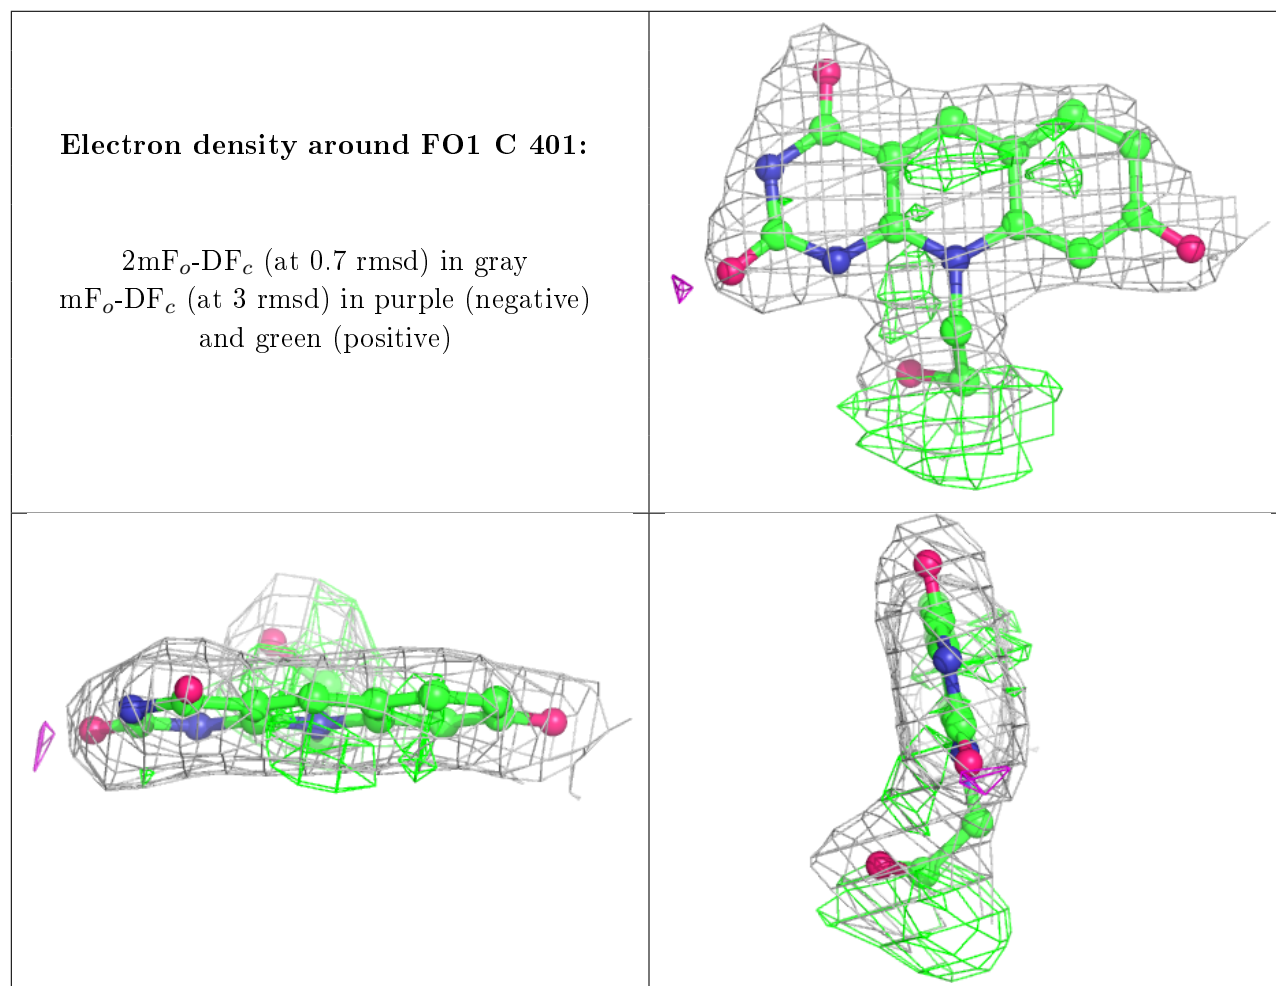 Electron density around FO1 C 401:
2mFo-DFc (at 0.7 rmsd) in gray
mFo-DFc (at 3 rmsd) in purple (negative)
and green (positive)